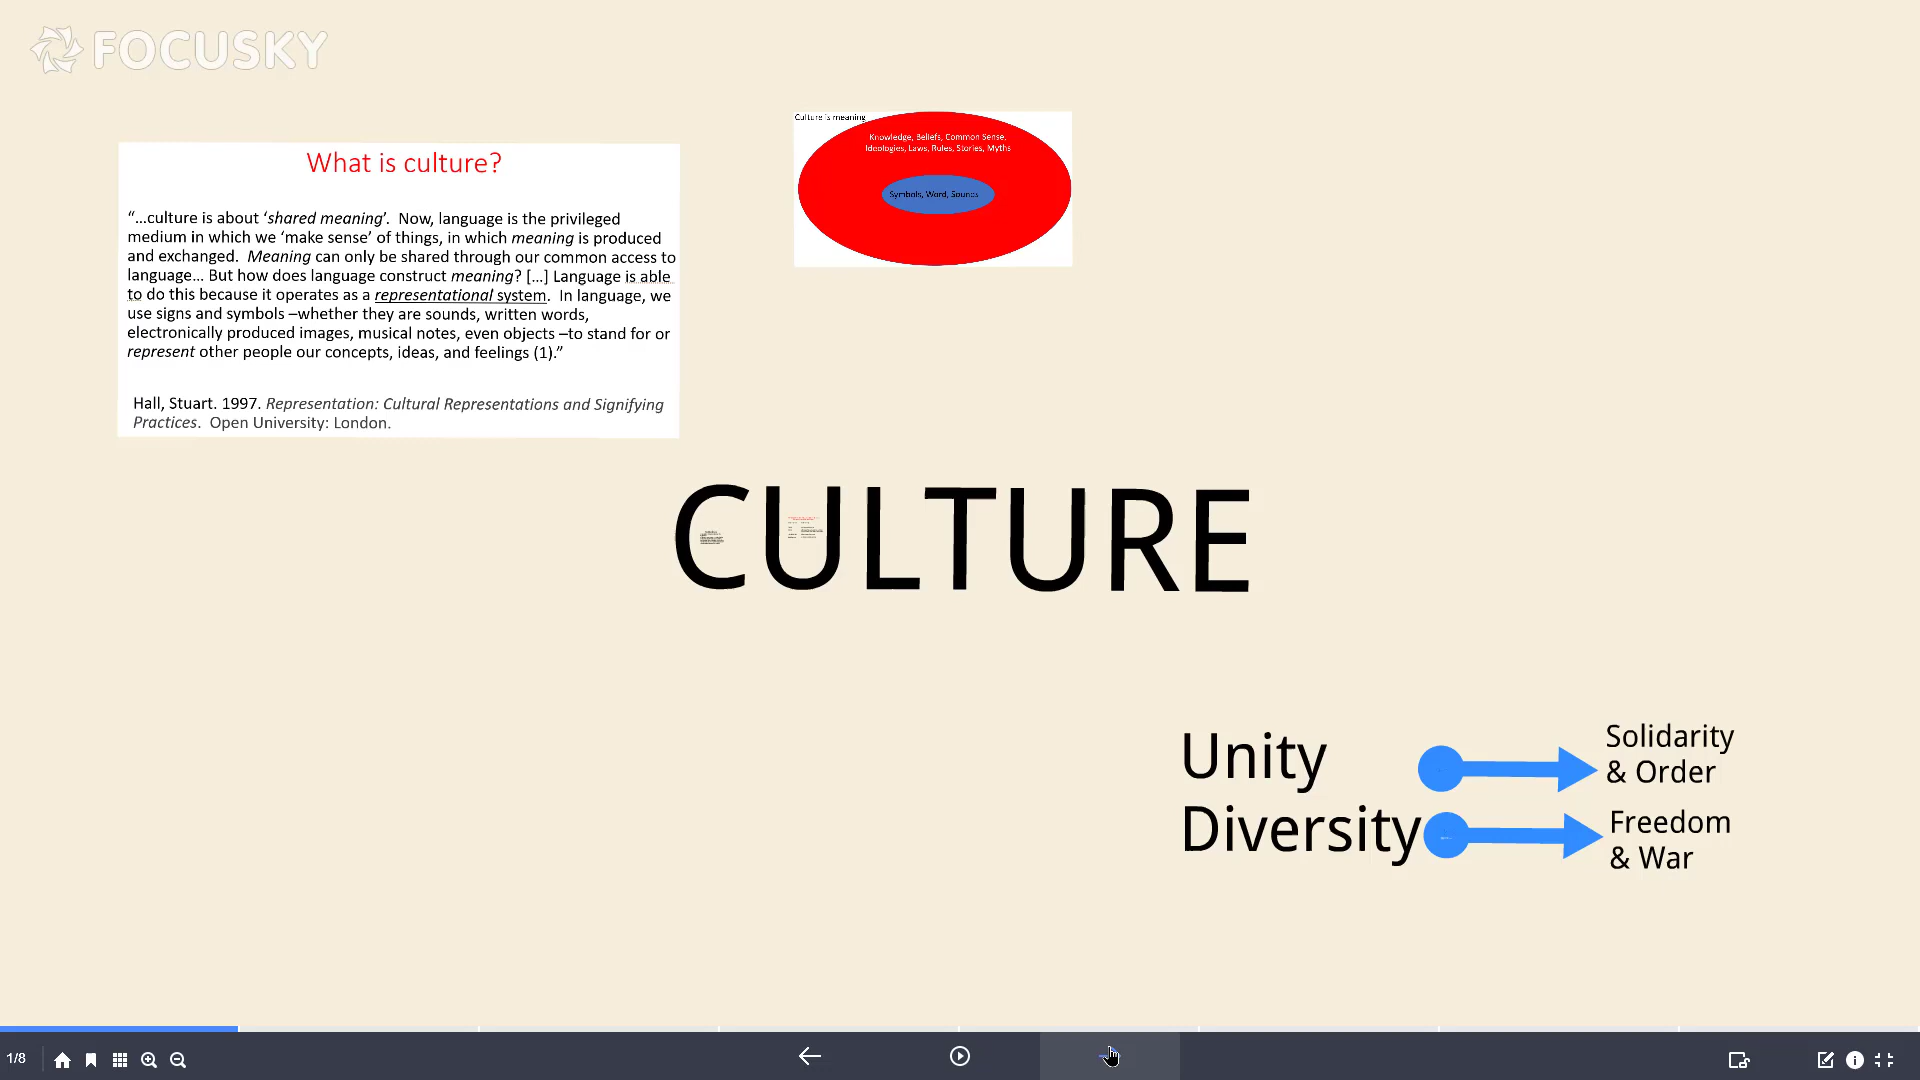 FOCUSKY
Culture is meaning
Knowledge, Beliefs, Common Sense,
Ideologies, Laws, Rules, Stories, Myths
Symbols, Word, Sounds
What is culture?
“…culture is about ‘shared meaning’. Now, language is the privileged
medium in which we ‘make sense’ of things, in which meaning is produced
and exchanged. Meaning can only be shared through our common access to
language… But how does language construct meaning? […] Language is able
to do this because it operates as a representational system. In language, we
use signs and symbols –whether they are sounds, written words,
electronically produced images, musical notes, even objects –to stand for or
represent other people our concepts, ideas, and feelings (1).”
Hall, Stuart. 1997. Representation: Cultural Representations and Signifying
Practices. Open University: London.
CULTURE
Unity
Solidarity
& Order
Diversity
Freedom
& War
1/8